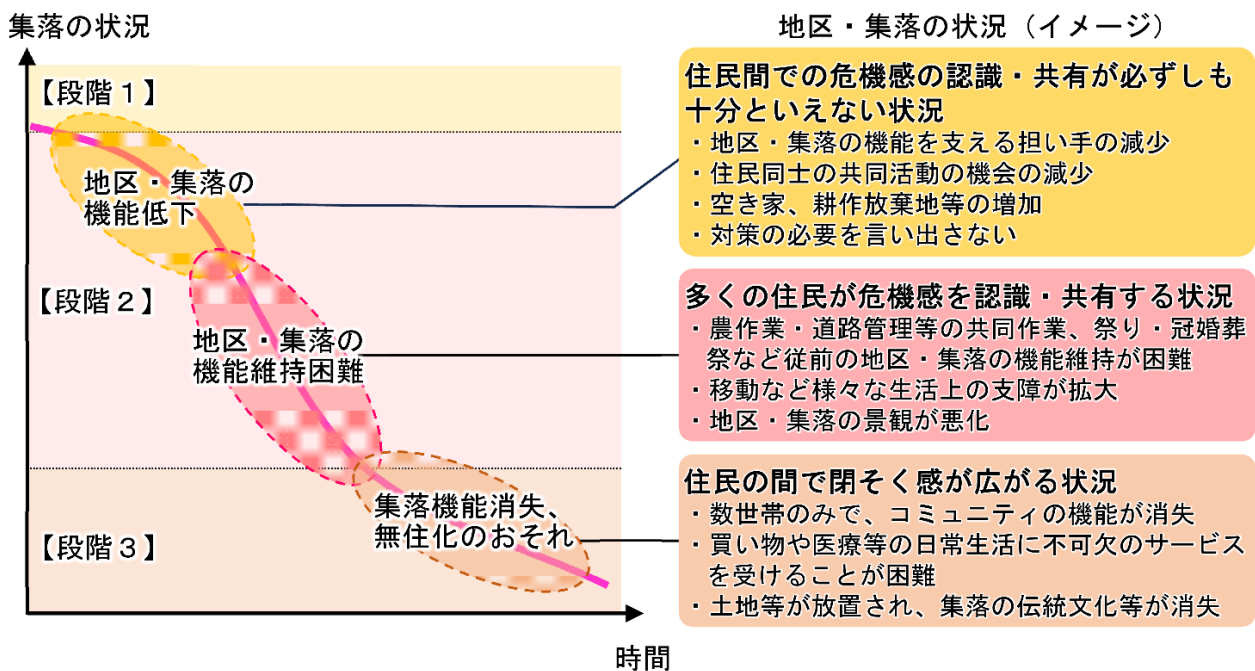 集落の状況
【段階１】
地区・集落の
機能低下
【段階２】
地区・集落の
機能維持困難
【段階３】
集落機能消失、
無住化のおそれ
時間
地区・集落の状況（イメージ）
住民間での危機感の認識・共有が必ずしも
十分といえない状況
・地区・集落の機能を支える担い手の減少
・住民同士の共同活動の機会の減少
・空き家、耕作放棄地等の増加
・対策の必要を言い出さない
多くの住民が危機感を認識・共有する状況
・農作業・道路管理等の共同作業、祭り・冠婚葬
祭など従前の地区・集落の機能維持が困難
・移動など様々な生活上の支障が拡大
・地区・集落の景観が悪化
住民の間で閉そく感が広がる状況
・数世帯のみで、コミュニティの機能が消失
・買い物や医療等の日常生活に不可欠のサービス
を受けることが困難
・土地等が放置され、集落の伝統文化等が消失